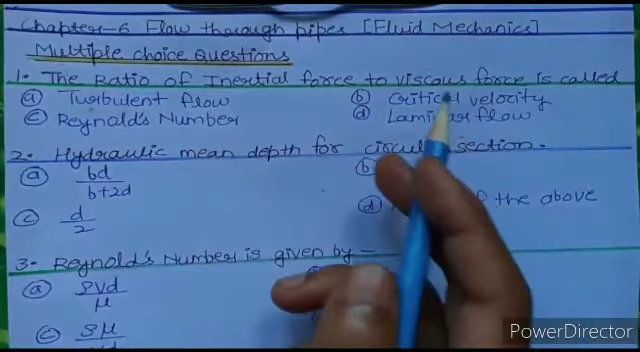 Chapter-6 Flow thorough pipes [Fluid Mechanics]
Multiple choice Questions
1. The Ratio of Inertial force to viscous force is called
(a) Turbulent flow (b) Critical velocity
(c) Reynold's Number (d) Laminar flow
2. Hydraulic mean depth for section.
(a) bd/b+2d (b)
(c) d/2 (d) the above
3. Reynold's Number is given by -
(a) ρVd/μ
(c) ρμ
PowerDirector